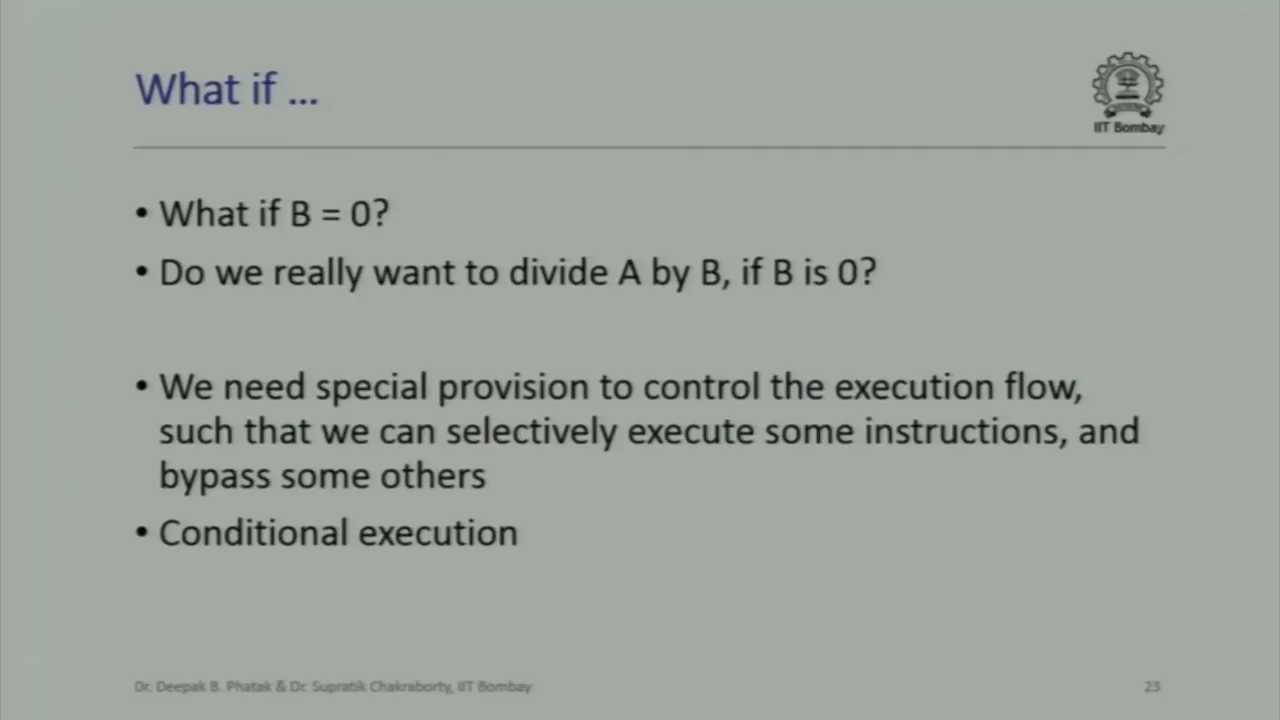 What if ...
IIT Bombay
• What if B = 0?
• Do we really want to divide A by B, if B is 0?
• We need special provision to control the execution flow,
such that we can selectively execute some instructions, and
bypass some others
• Conditional execution
Dr. Deepak B. Phatak & Dr. Supratik Chakraborty, IIT Bombay
23